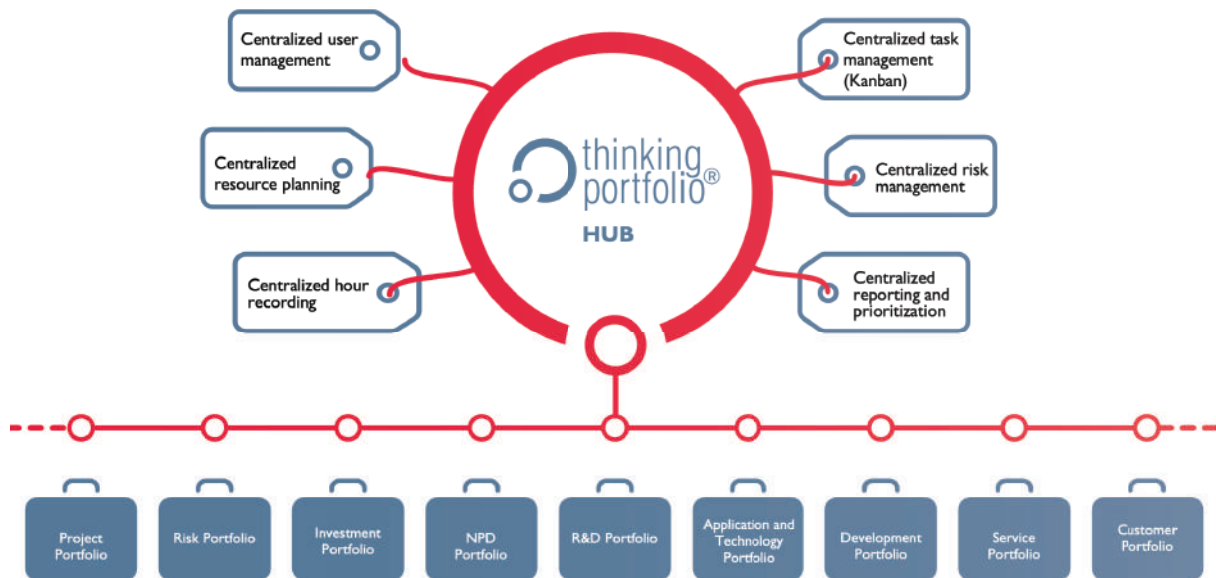 Centralized user
management
Centralized task
management
(Kanban)
Centralized
resource planning
thinking
portfolio®
HUB
Centralized risk
management
Centralized hour
recording
Centralized
reporting and
prioritization
Project
Portfolio
Risk Portfolio
Investment
Portfolio
NPD
Portfolio
R&D Portfolio
Application and
Technology
Portfolio
Development
Portfolio
Service
Portfolio
Customer
Portfolio